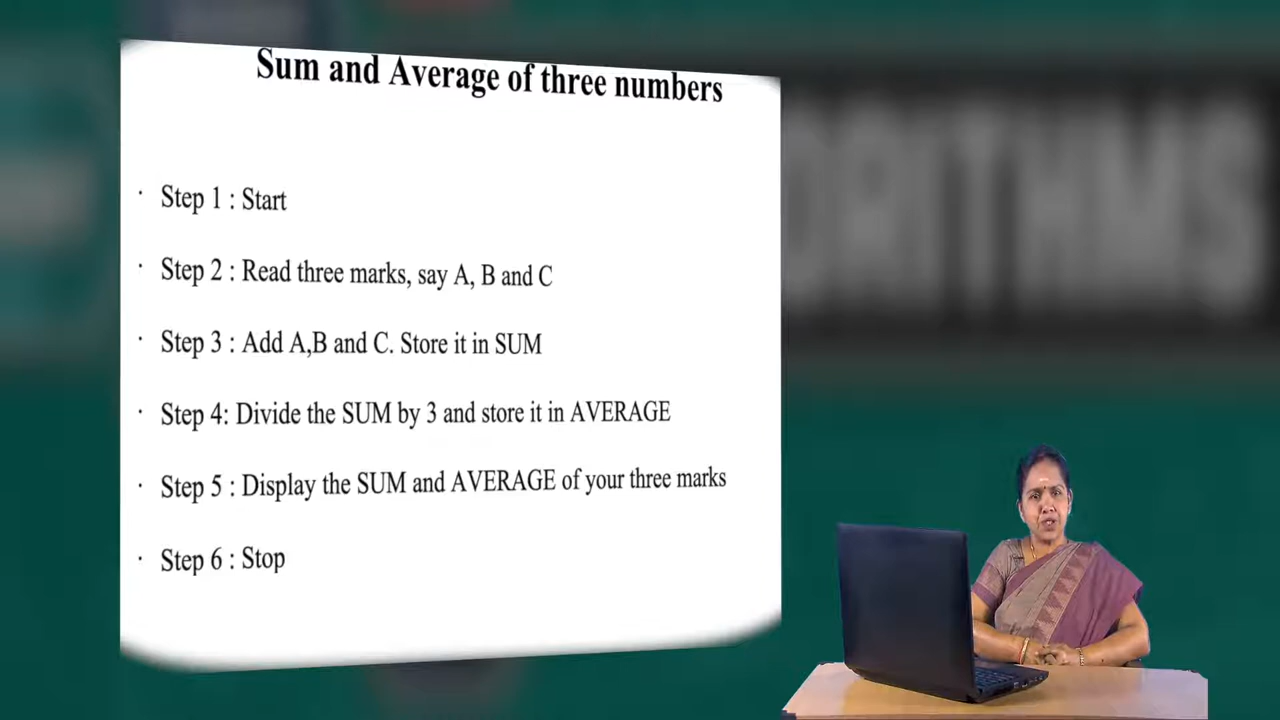 Sum and Average of three numbers
· Step 1 : Start
· Step 2 : Read three marks, say A, B and C
· Step 3 : Add A,B and C. Store it in SUM
· Step 4: Divide the SUM by 3 and store it in AVERAGE
· Step 5 : Display the SUM and AVERAGE of your three marks
· Step 6 : Stop
ORITHMS